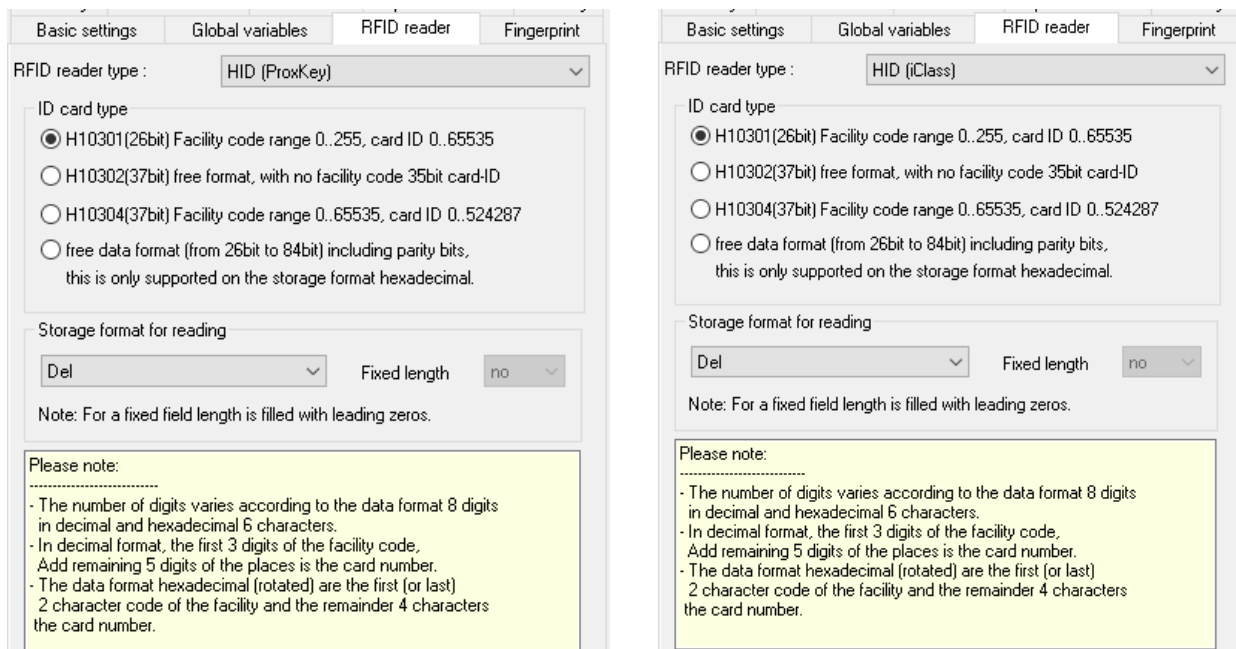 Basic settings Global variables RFID reader Fingerprint
RFID reader type : HID (ProxKey)
ID card type
H10301(26bit) Facility code range 0..255, card ID 0..65535
H10302(37bit) free format, with no facility code 35bit card-ID
H10304(37bit) Facility code range 0..65535, card ID 0..524287
free data format (from 26bit to 84bit) including parity bits,
this is only supported on the storage format hexadecimal.
Storage format for reading
Del Fixed length no
Note: For a fixed field length is filled with leading zeros.
Please note:
----------------------------
- The number of digits varies according to the data format 8 digits
in decimal and hexadecimal 6 characters.
- In decimal format, the first 3 digits of the facility code,
Add remaining 5 digits of the places is the card number.
- The data format hexadecimal (rotated) are the first (or last)
2 character code of the facility and the remainder 4 characters
the card number.
Basic settings Global variables RFID reader Fingerprint
RFID reader type : HID (iClass)
ID card type
H10301(26bit) Facility code range 0..255, card ID 0..65535
H10302(37bit) free format, with no facility code 35bit card-ID
H10304(37bit) Facility code range 0..65535, card ID 0..524287
free data format (from 26bit to 84bit) including parity bits,
this is only supported on the storage format hexadecimal.
Storage format for reading
Del Fixed length no
Note: For a fixed field length is filled with leading zeros.
Please note:
----------------------------
- The number of digits varies according to the data format 8 digits
in decimal and hexadecimal 6 characters.
- In decimal format, the first 3 digits of the facility code,
Add remaining 5 digits of the places is the card number.
- The data format hexadecimal (rotated) are the first (or last)
2 character code of the facility and the remainder 4 characters
the card number.